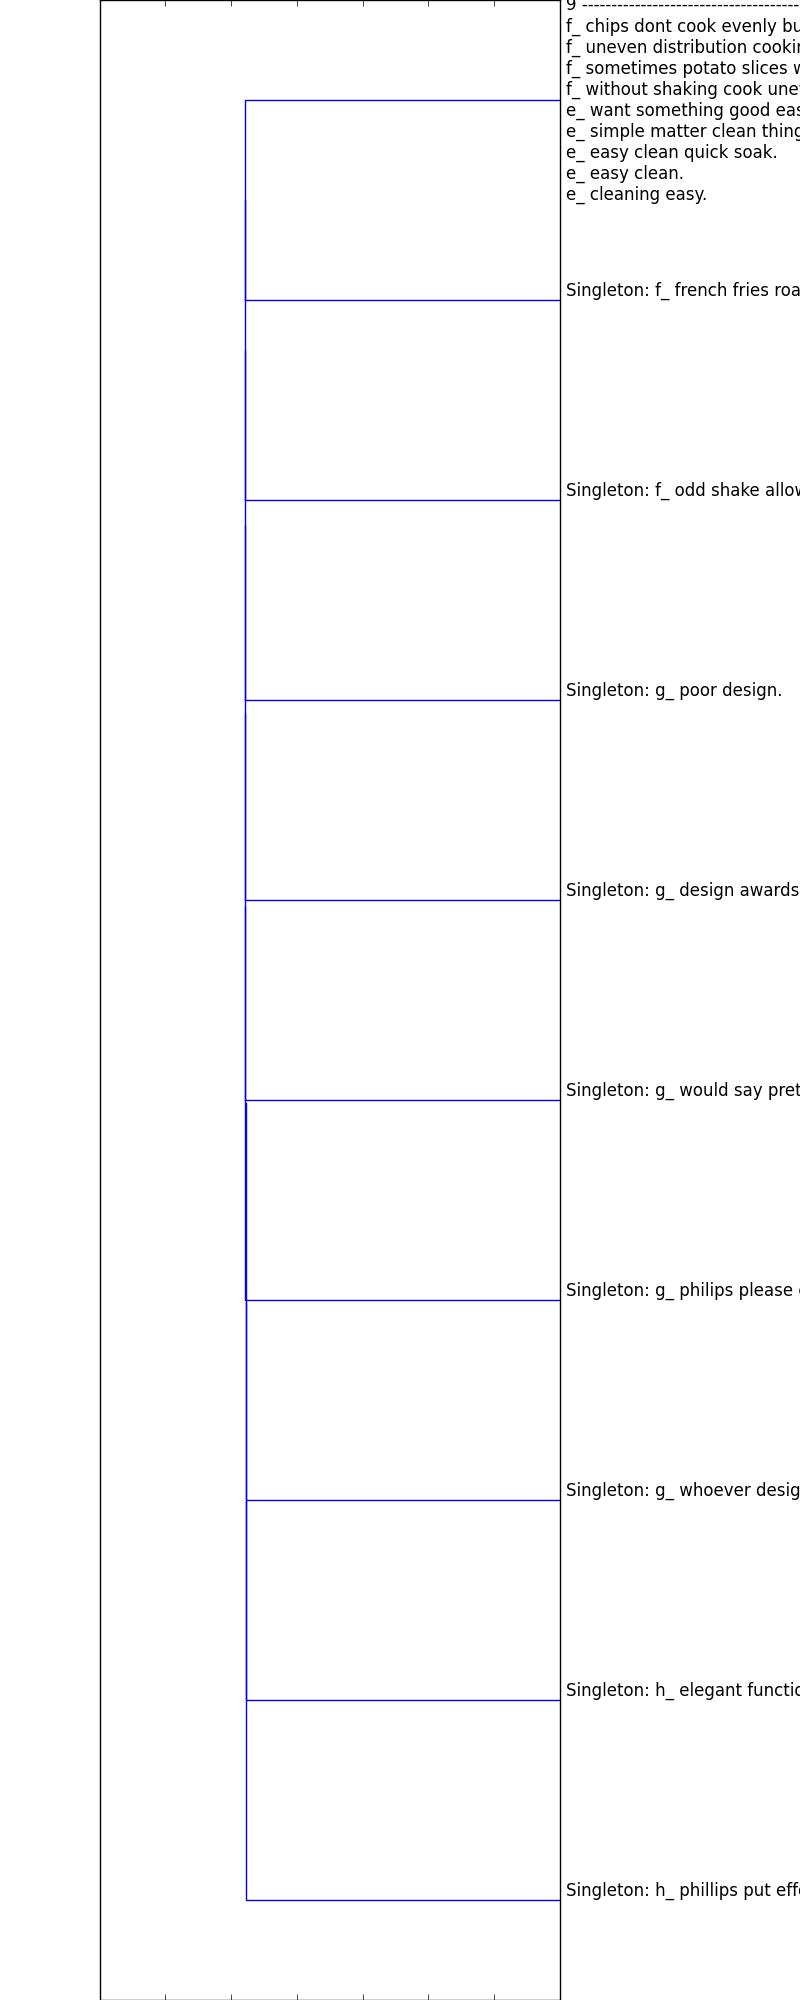 9 ----------------------------------------
f_ chips dont cook evenly bu
f_ uneven distribution cookin
f_ sometimes potato slices w
f_ without shaking cook unev
e_ want something good eas
e_ simple matter clean thing
e_ easy clean quick soak.
e_ easy clean.
e_ cleaning easy.
Singleton: f_ french fries roa
Singleton: f_ odd shake allow
Singleton: g_ poor design.
Singleton: g_ design awards
Singleton: g_ would say pret
Singleton: g_ philips please
Singleton: g_ whoever desig
Singleton: h_ elegant functio
Singleton: h_ phillips put effo